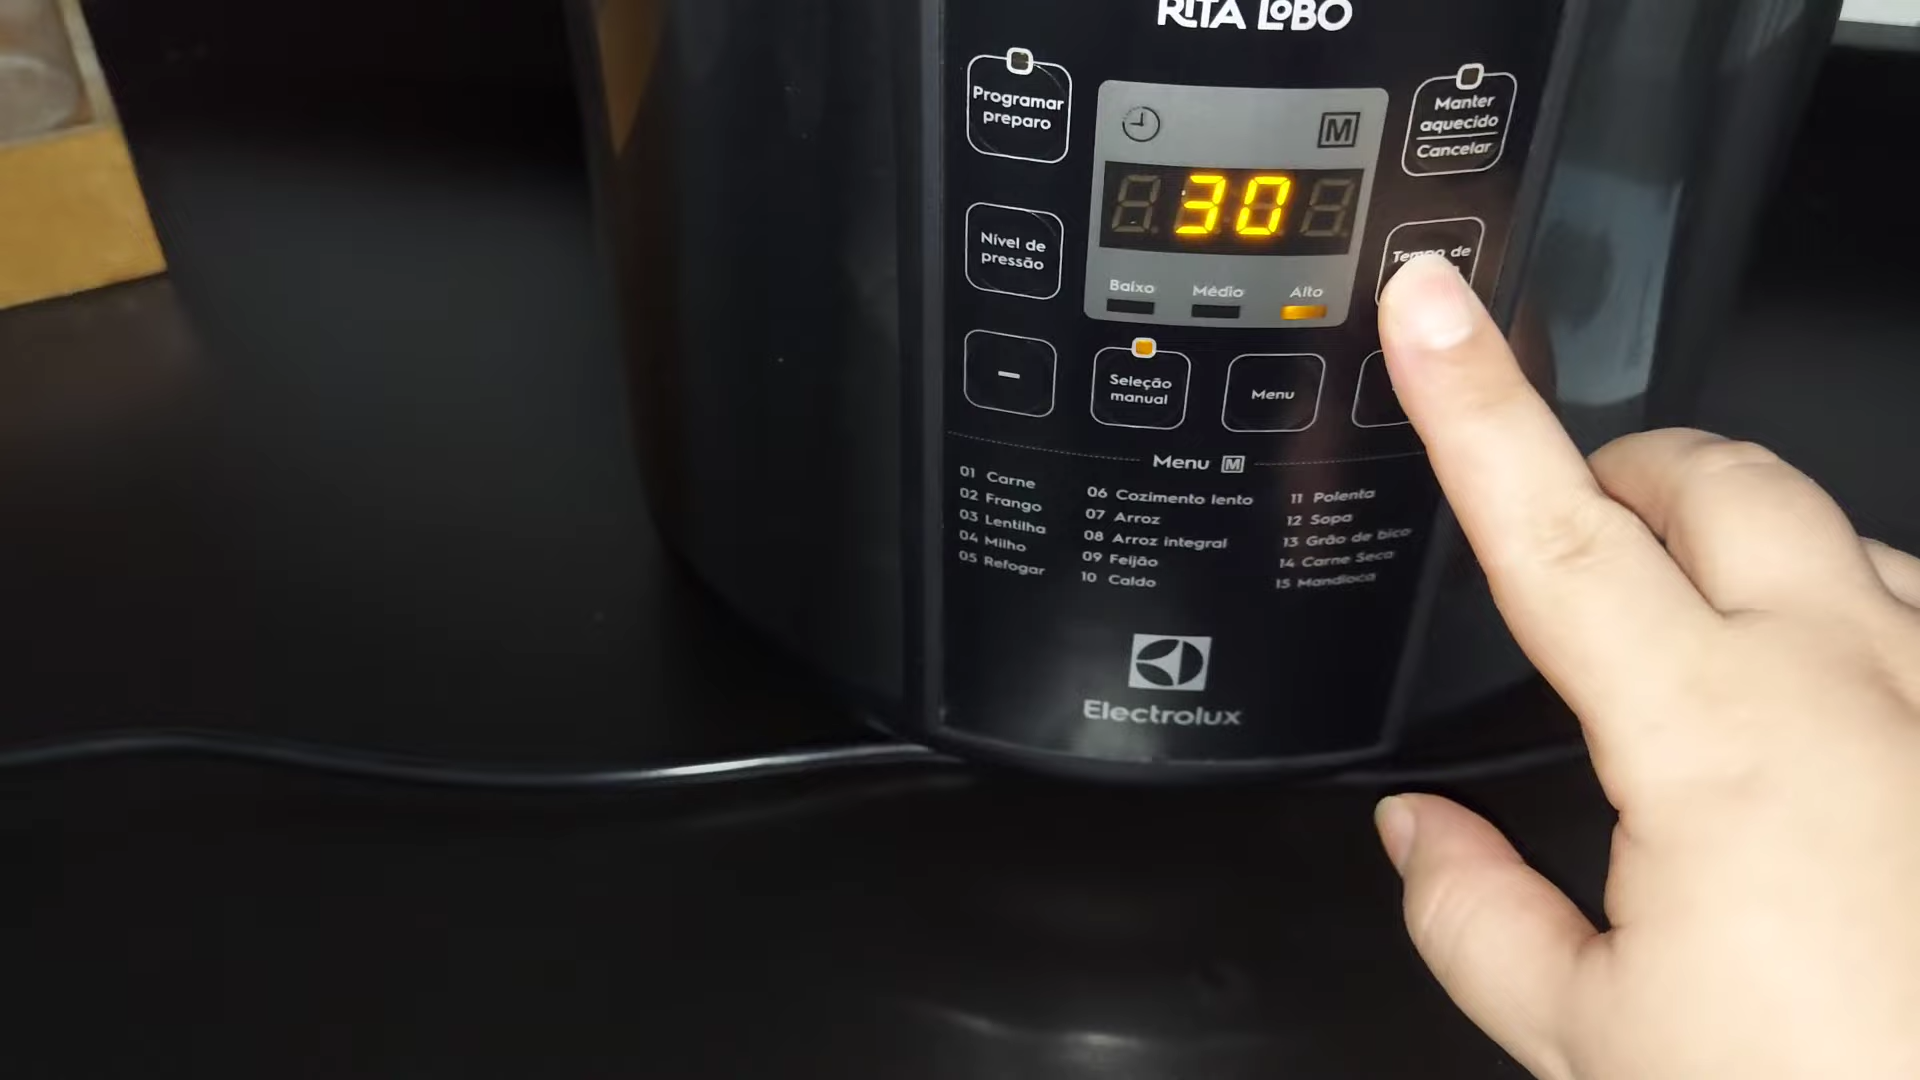 RITA LOBO
Programar
preparo
M
Manter
aquecido
Cancelar
30
Nível de
pressão
Tempo de
Baixo
Médio
Alto
−
Seleção
manual
Menu
Menu M
01 Carne
02 Frango
03 Lentilha
04 Milho
05 Refogar
06 Cozimento lento
07 Arroz
08 Arroz integral
09 Feijão
10 Caldo
11 Polenta
12 Sopa
13 Grão de bico
14 Carne Seca
15 Mandioca
Electrolux